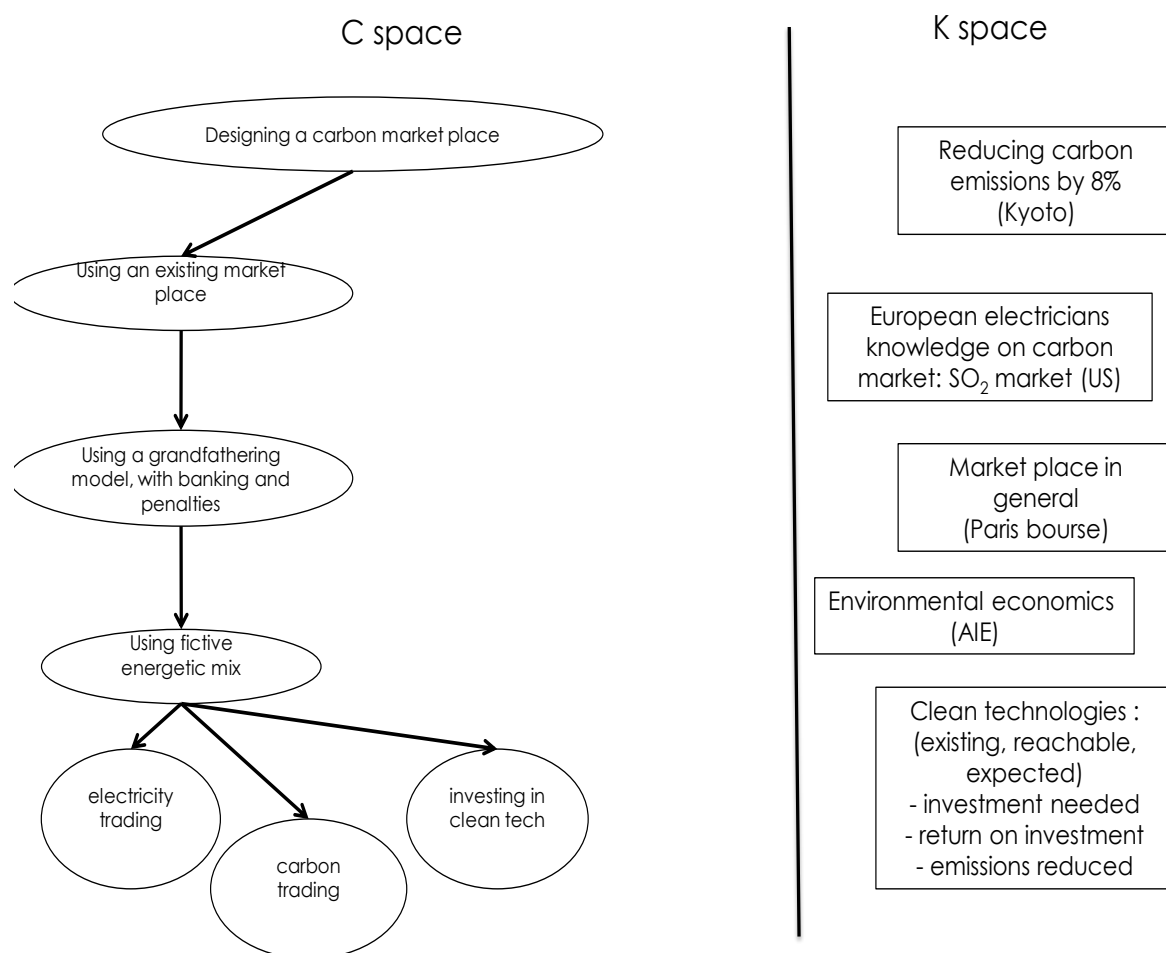 C space
K space
Designing a carbon market place
Using an existing market
place
Using a grandfathering
model, with banking and
penalties
Using fictive
energetic mix
electricity
trading
carbon
trading
investing in
clean tech
Reducing carbon
emissions by 8%
(Kyoto)
European electricians
knowledge on carbon
market: SO₂ market (US)
Market place in
general
(Paris bourse)
Environmental economics
(AIE)
Clean technologies :
(existing, reachable,
expected)
- investment needed
- return on investment
- emissions reduced